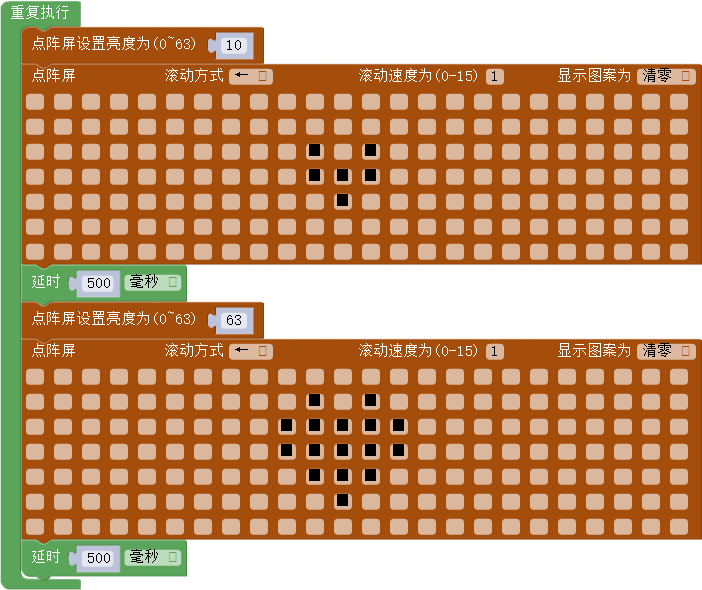 重复执行
点阵屏设置亮度为(0~63) 10
点阵屏 滚动方式 ← 滚动速度为(0-15) 1 显示图案为 清零
延时 500 毫秒
点阵屏设置亮度为(0~63) 63
点阵屏 滚动方式 ← 滚动速度为(0-15) 1 显示图案为 清零
延时 500 毫秒